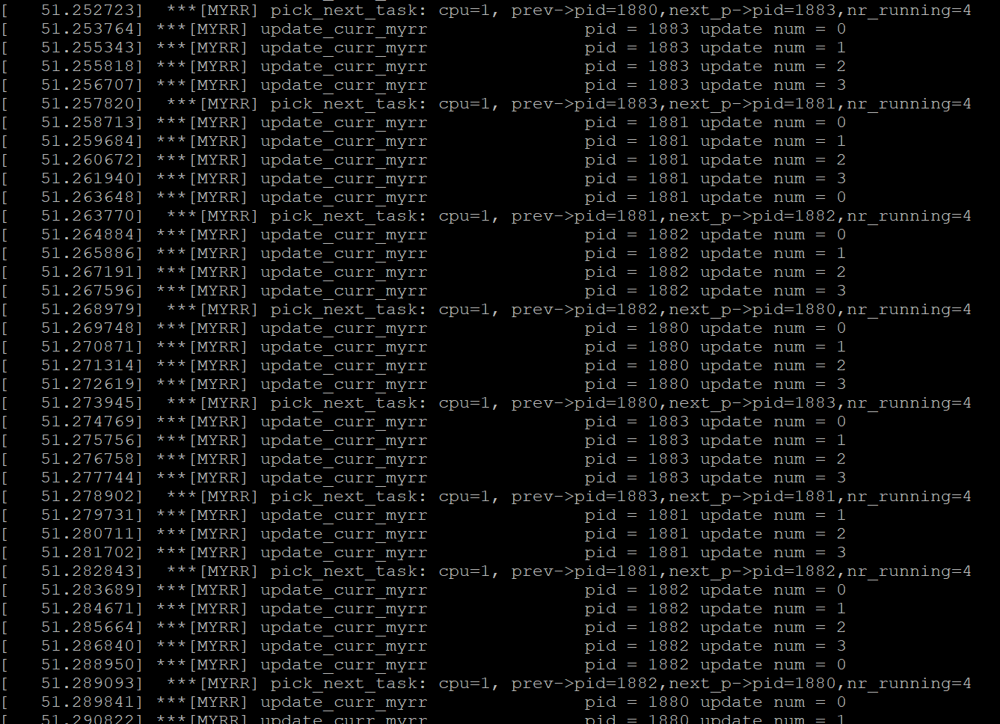 [   51.252723]  ***[MYRR] pick_next_task: cpu=1, prev->pid=1880,next_p->pid=1883,nr_running=4
[   51.253764] ***[MYRR] update_curr_myrr               pid = 1883 update num = 0
[   51.255343] ***[MYRR] update_curr_myrr               pid = 1883 update num = 1
[   51.255818] ***[MYRR] update_curr_myrr               pid = 1883 update num = 2
[   51.256707] ***[MYRR] update_curr_myrr               pid = 1883 update num = 3
[   51.257820]  ***[MYRR] pick_next_task: cpu=1, prev->pid=1883,next_p->pid=1881,nr_running=4
[   51.258713] ***[MYRR] update_curr_myrr               pid = 1881 update num = 0
[   51.259684] ***[MYRR] update_curr_myrr               pid = 1881 update num = 1
[   51.260672] ***[MYRR] update_curr_myrr               pid = 1881 update num = 2
[   51.261940] ***[MYRR] update_curr_myrr               pid = 1881 update num = 3
[   51.263648] ***[MYRR] update_curr_myrr               pid = 1881 update num = 0
[   51.263770]  ***[MYRR] pick_next_task: cpu=1, prev->pid=1881,next_p->pid=1882,nr_running=4
[   51.264884] ***[MYRR] update_curr_myrr               pid = 1882 update num = 0
[   51.265886] ***[MYRR] update_curr_myrr               pid = 1882 update num = 1
[   51.267191] ***[MYRR] update_curr_myrr               pid = 1882 update num = 2
[   51.267596] ***[MYRR] update_curr_myrr               pid = 1882 update num = 3
[   51.268979]  ***[MYRR] pick_next_task: cpu=1, prev->pid=1882,next_p->pid=1880,nr_running=4
[   51.269748] ***[MYRR] update_curr_myrr               pid = 1880 update num = 0
[   51.270871] ***[MYRR] update_curr_myrr               pid = 1880 update num = 1
[   51.271314] ***[MYRR] update_curr_myrr               pid = 1880 update num = 2
[   51.272619] ***[MYRR] update_curr_myrr               pid = 1880 update num = 3
[   51.273945]  ***[MYRR] pick_next_task: cpu=1, prev->pid=1880,next_p->pid=1883,nr_running=4
[   51.274769] ***[MYRR] update_curr_myrr               pid = 1883 update num = 0
[   51.275756] ***[MYRR] update_curr_myrr               pid = 1883 update num = 1
[   51.276758] ***[MYRR] update_curr_myrr               pid = 1883 update num = 2
[   51.277744] ***[MYRR] update_curr_myrr               pid = 1883 update num = 3
[   51.278902]  ***[MYRR] pick_next_task: cpu=1, prev->pid=1883,next_p->pid=1881,nr_running=4
[   51.279731] ***[MYRR] update_curr_myrr               pid = 1881 update num = 1
[   51.280711] ***[MYRR] update_curr_myrr               pid = 1881 update num = 2
[   51.281702] ***[MYRR] update_curr_myrr               pid = 1881 update num = 3
[   51.282843]  ***[MYRR] pick_next_task: cpu=1, prev->pid=1881,next_p->pid=1882,nr_running=4
[   51.283689] ***[MYRR] update_curr_myrr               pid = 1882 update num = 0
[   51.284671] ***[MYRR] update_curr_myrr               pid = 1882 update num = 1
[   51.285664] ***[MYRR] update_curr_myrr               pid = 1882 update num = 2
[   51.286840] ***[MYRR] update_curr_myrr               pid = 1882 update num = 3
[   51.288950] ***[MYRR] update_curr_myrr               pid = 1882 update num = 0
[   51.289093]  ***[MYRR] pick_next_task: cpu=1, prev->pid=1882,next_p->pid=1880,nr_running=4
[   51.289841] ***[MYRR] update_curr_myrr               pid = 1880 update num = 0
[   51.290822] ***[MYRR] update_curr_myrr               pid = 1880 update num = 1